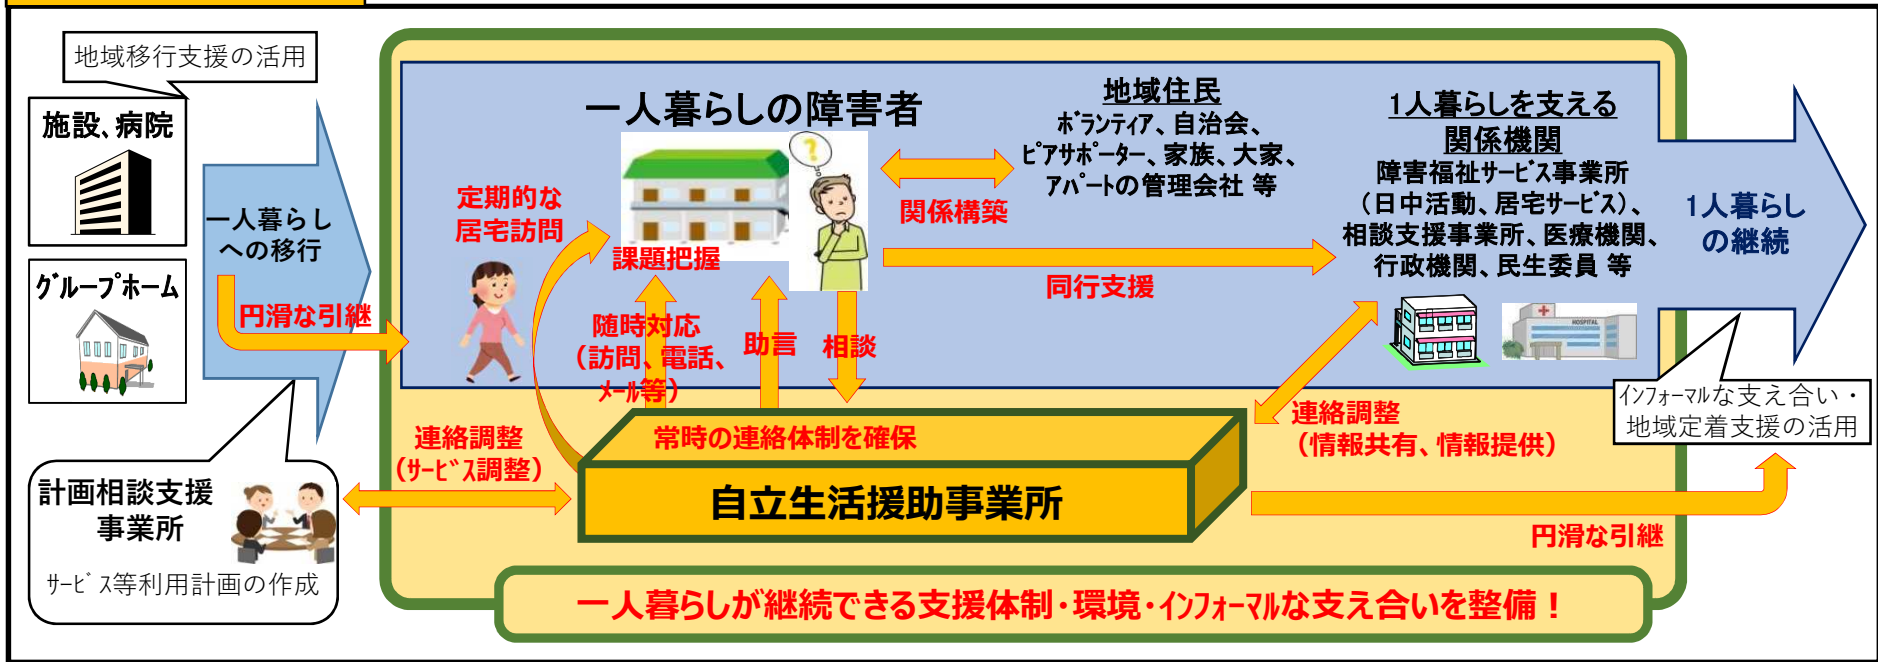 地域移行支援の活用
施設、病院
グループホーム
一人暮らし
への移行
円滑な引継
計画相談支援
事業所
サービス等利用計画の作成
一人暮らしの障害者
?
定期的な
居宅訪問
課題把握
随時対応
（訪問、電話、
メール等）
助言
相談
地域住民
ボランティア、自治会、
ピアサポーター、家族、大家、
アパートの管理会社 等
関係構築
同行支援
1人暮らしを支える
関係機関
障害福祉サービス事業所
（日中活動、居宅サービス）、
相談支援事業所、医療機関、
行政機関、民生委員 等
HOSPITAL
1人暮らし
の継続
インフォーマルな支え合い・
地域定着支援の活用
連絡調整
（サービス調整）
常時の連絡体制を確保
自立生活援助事業所
連絡調整
（情報共有、情報提供）
円滑な引継
一人暮らしが継続できる支援体制・環境・インフォーマルな支え合いを整備！